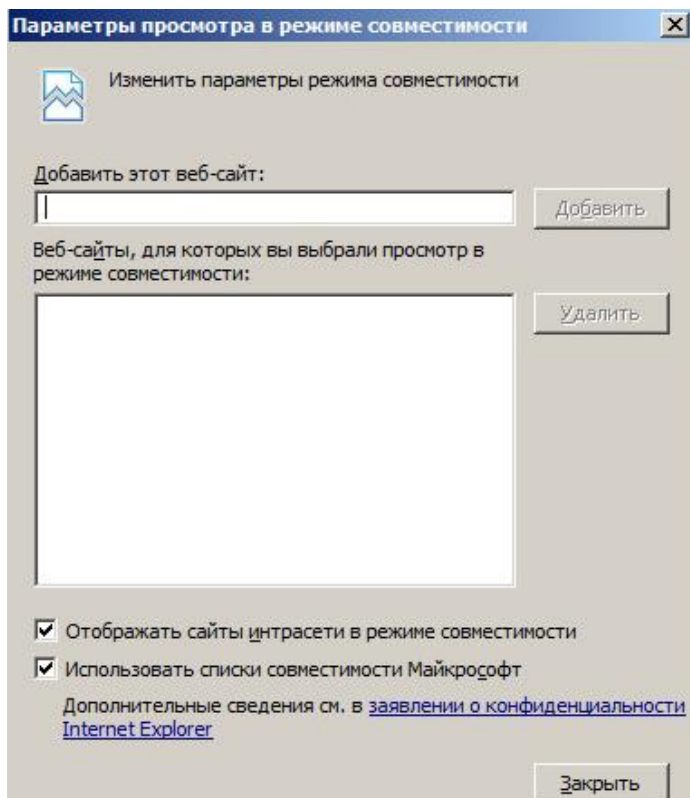 Параметры просмотра в режиме совместимости
Изменить параметры режима совместимости
Добавить этот веб-сайт:
Добавить
Веб-сайты, для которых вы выбрали просмотр в
режиме совместимости:
Удалить
Отображать сайты интрасети в режиме совместимости
Использовать списки совместимости Майкрософт
Дополнительные сведения см. в заявлении о конфиденциальности
Internet Explorer
Закрыть